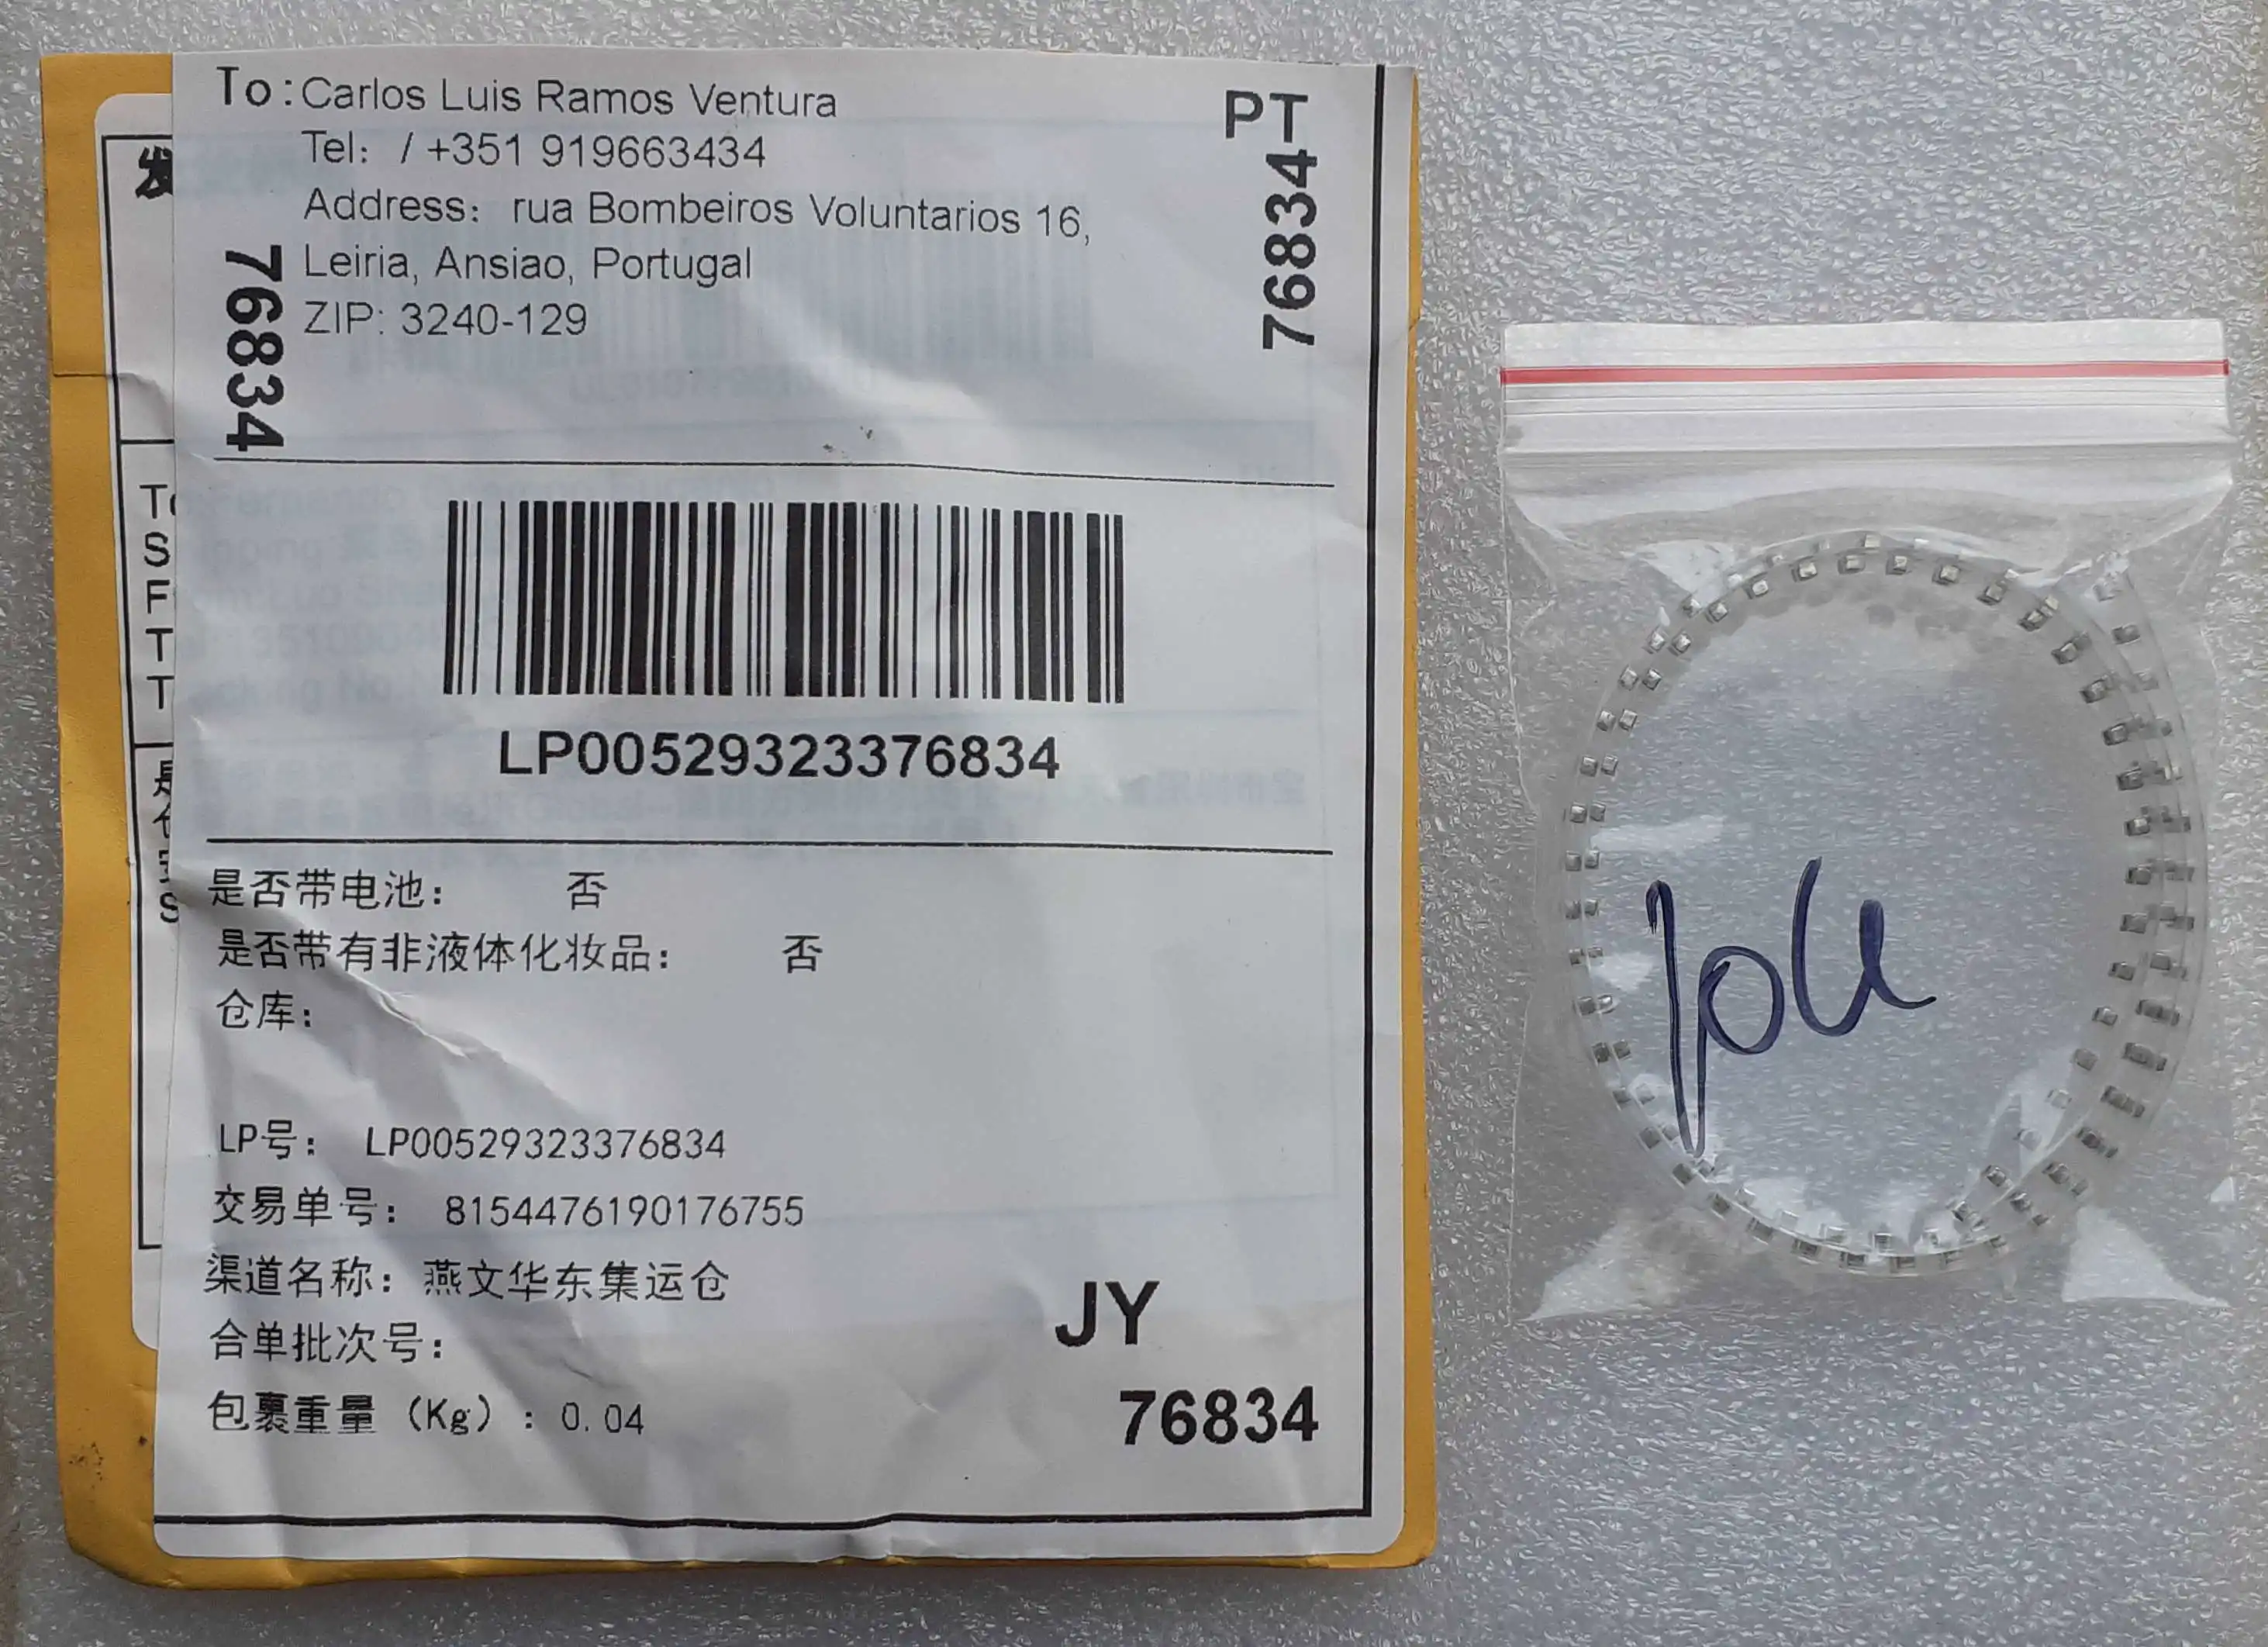 To: Carlos Luis Ramos Ventura
PT
Tel: / +351 919663434
Address: rua Bombeiros Voluntarios 16,
Leiria, Ansiao, Portugal
ZIP: 3240-129
76834
76834
LP00529323376834
是否带电池: 否
是否带有非液体化妆品: 否
仓库:
LP号: LP00529323376834
交易单号: 8154476190176755
渠道名称: 燕文华东集运仓
合单批次号:
包裹重量 (Kg) : 0.04
JY
76834
S
F
T
T
S